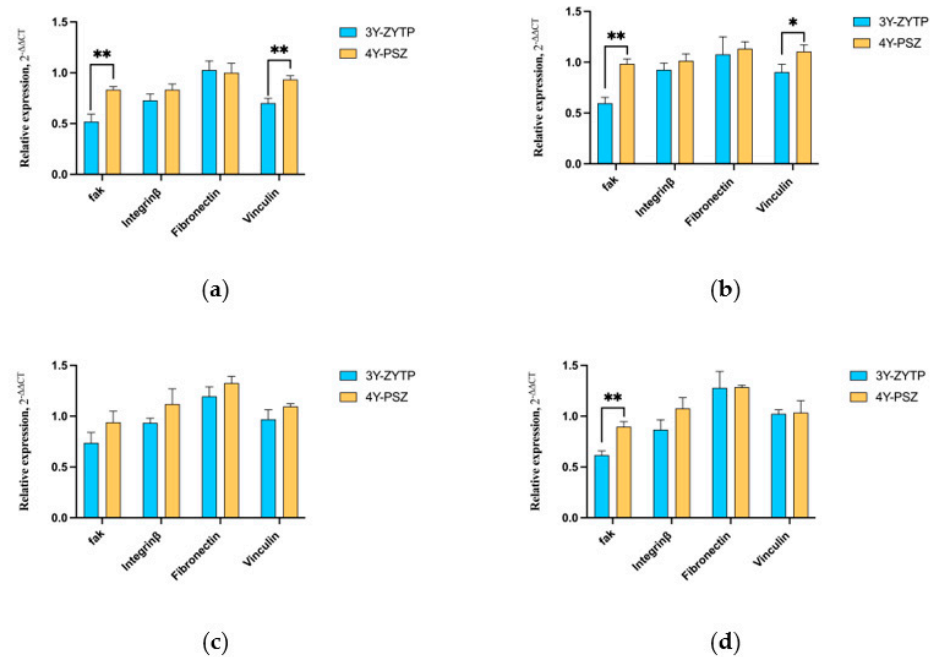 Relative expression, 2-ΔΔCT
1.5
1.0
0.5
0.0
**
**
fak
Integrinβ
Fibronectin
Vinculin
3Y-ZYTP
4Y-PSZ
(a)
Relative expression, 2-ΔΔCT
1.5
1.0
0.5
0.0
**
*
fak
Integrinβ
Fibronectin
Vinculin
3Y-ZYTP
4Y-PSZ
(b)
Relative expression, 2-ΔΔCT
1.5
1.0
0.5
0.0
fak
Integrinβ
Fibronectin
Vinculin
3Y-ZYTP
4Y-PSZ
(c)
Relative expression, 2-ΔΔCT
1.5
1.0
0.5
0.0
**
fak
Integrinβ
Fibronectin
Vinculin
3Y-ZYTP
4Y-PSZ
(d)